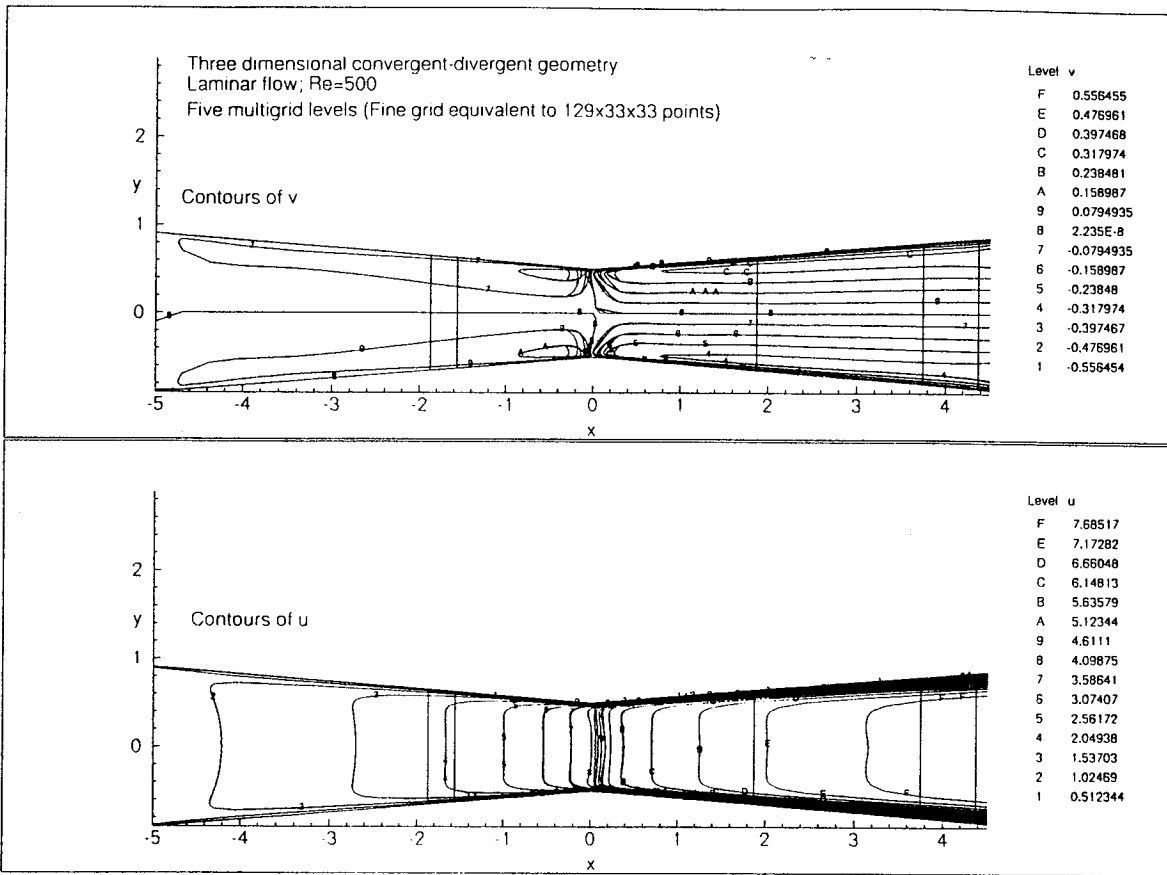 Three dimensional convergent-divergent geometry
Laminar flow; Re=500
Five multigrid levels (Fine grid equivalent to 129x33x33 points)
Contours of v
y
2
1
0
-5 -4 -3 -2 -1 0 1 2 3 4
x
Level v
F 0.556455
E 0.476961
D 0.397468
C 0.317974
B 0.238481
A 0.158987
9 0.0794935
8 2.235E-8
7 -0.0794935
6 -0.158987
5 -0.23848
4 -0.317974
3 -0.397467
2 -0.476961
1 -0.556454
Contours of u
y
2
1
0
-5 -4 -3 -2 -1 0 1 2 3 4
x
Level u
F 7.68517
E 7.17282
D 6.66048
C 6.14813
B 5.63579
A 5.12344
9 4.6111
8 4.09875
7 3.58641
6 3.07407
5 2.56172
4 2.04938
3 1.53703
2 1.02469
1 0.512344